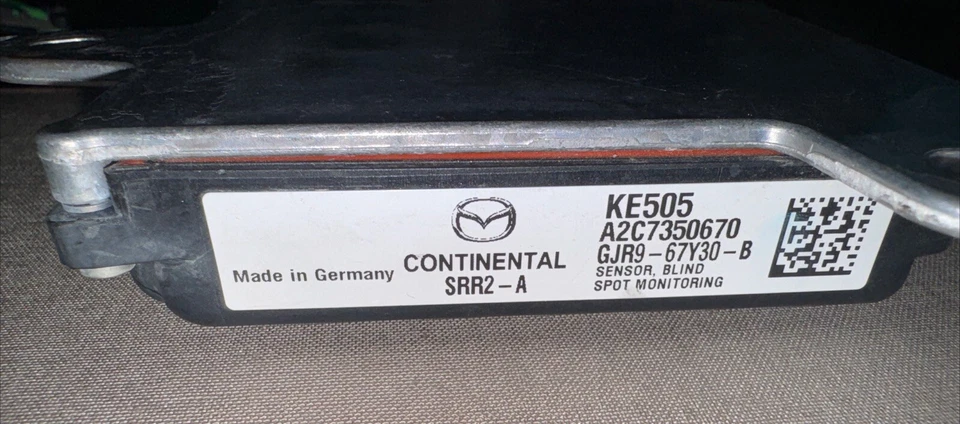 Made in Germany
CONTINENTAL
SRR2-A
KE505
A2C7350670
GJR9-67Y30-B
SENSOR, BLIND
SPOT MONITORING